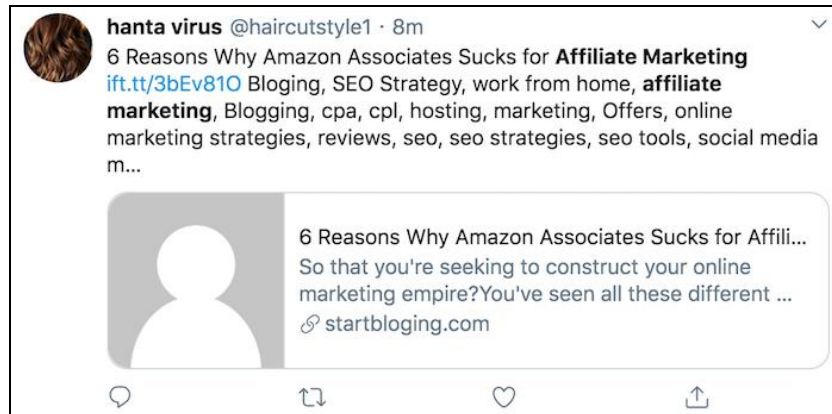 hanta virus @haircutstyle1 · 8m
6 Reasons Why Amazon Associates Sucks for Affiliate Marketing
ift.tt/3bEv81O Bloging, SEO Strategy, work from home, affiliate
marketing, Blogging, cpa, cpl, hosting, marketing, Offers, online
marketing strategies, reviews, seo, seo strategies, seo tools, social media
m...
6 Reasons Why Amazon Associates Sucks for Affili...
So that you're seeking to construct your online
marketing empire?You've seen all these different ...
startbloging.com